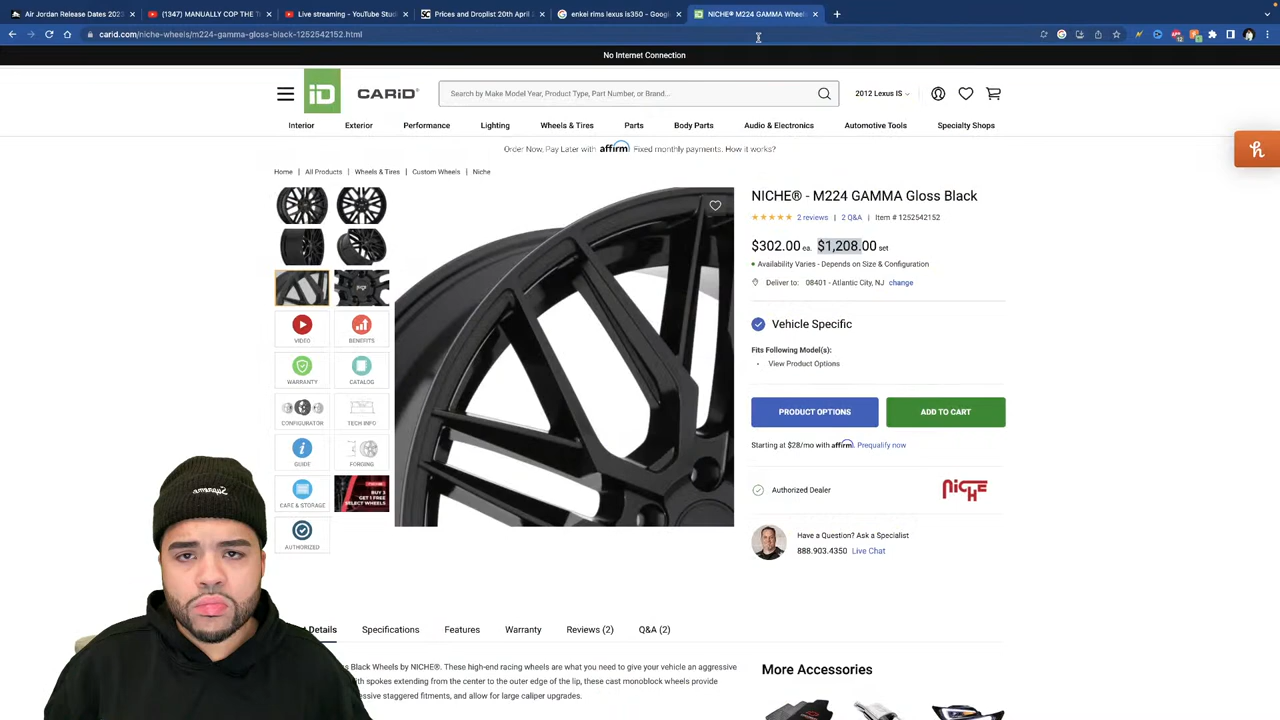 Air Jordan Release Dates 2023
(1347) MANUALLY COP THE T
Live streaming - YouTube Stud
Prices and Droplist 20th April 2
enkei rims lexus is350 - Googl
NICHE® M224 GAMMA Wheels
carid.com/niche-wheels/m224-gamma-gloss-black-1252542152.html
No Internet Connection
iD CARiD®
Search by Make Model Year, Product Type, Part Number, or Brand...
2012 Lexus IS
Interior
Exterior
Performance
Lighting
Wheels & Tires
Parts
Body Parts
Audio & Electronics
Automotive Tools
Specialty Shops
Order Now, Pay Later with affirm Fixed monthly payments. How it works?
Home | All Products | Wheels & Tires | Custom Wheels | Niche
NICHE® - M224 GAMMA Gloss Black
2 reviews | 2 Q&A | Item # 1252542152
$302.00 ea. $1,208.00 set
Availability Varies - Depends on Size & Configuration
Deliver to: 08401 - Atlantic City, NJ change
Vehicle Specific
Fits Following Model(s):
View Product Options
PRODUCT OPTIONS
ADD TO CART
Starting at $28/mo with affirm. Prequalify now
Authorized Dealer
NICHE
Have a Question? Ask a Specialist
888.903.4350 Live Chat
VIDEO
BENEFITS
WARRANTY
CATALOG
CONFIGURATOR
TECH INFO
GUIDE
FORGING
CARE & STORAGE
BUY 3
GET FREE
SELECT WHEELS
AUTHORIZED
Supreme
Details
Specifications
Features
Warranty
Reviews (2)
Q&A (2)
ss Black Wheels by NICHE®. These high-end racing wheels are what you need to give your vehicle an aggressive
ith spokes extending from the center to the outer edge of the lip, these cast monoblock wheels provide
ressive staggered fitments, and allow for large caliper upgrades.
More Accessories